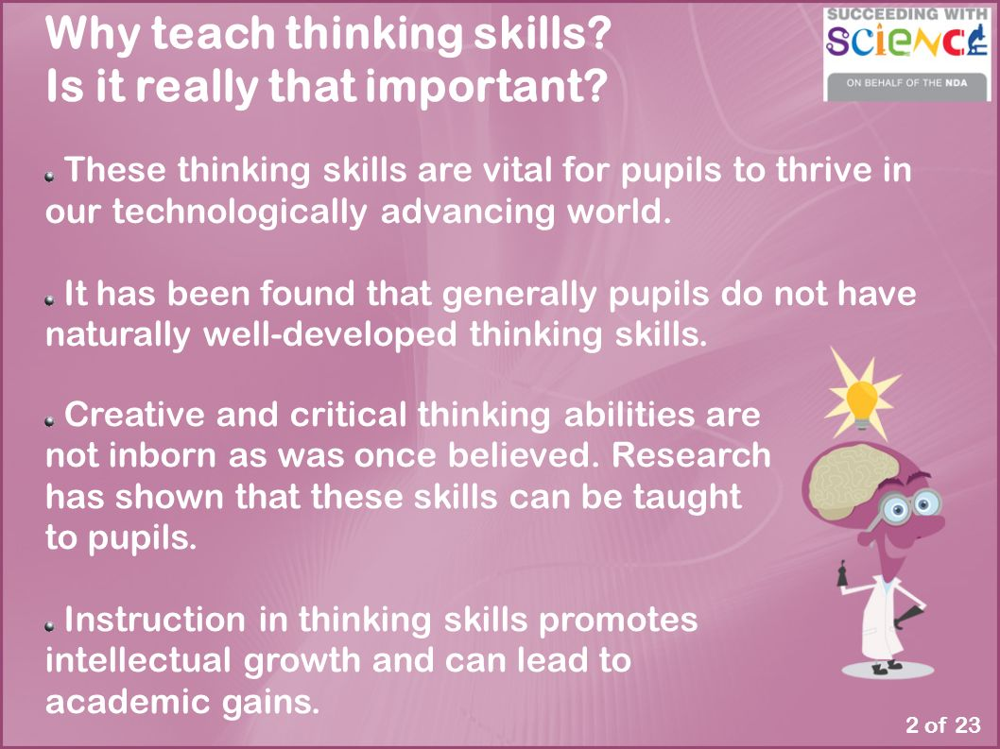 Why teach thinking skills?
Is it really that important?
SUCCEEDING WITH
SCIENCE
ON BEHALF OF THE NDA
These thinking skills are vital for pupils to thrive in
our technologically advancing world.
It has been found that generally pupils do not have
naturally well-developed thinking skills.
Creative and critical thinking abilities are
not inborn as was once believed. Research
has shown that these skills can be taught
to pupils.
Instruction in thinking skills promotes
intellectual growth and can lead to
academic gains.
2 of 23